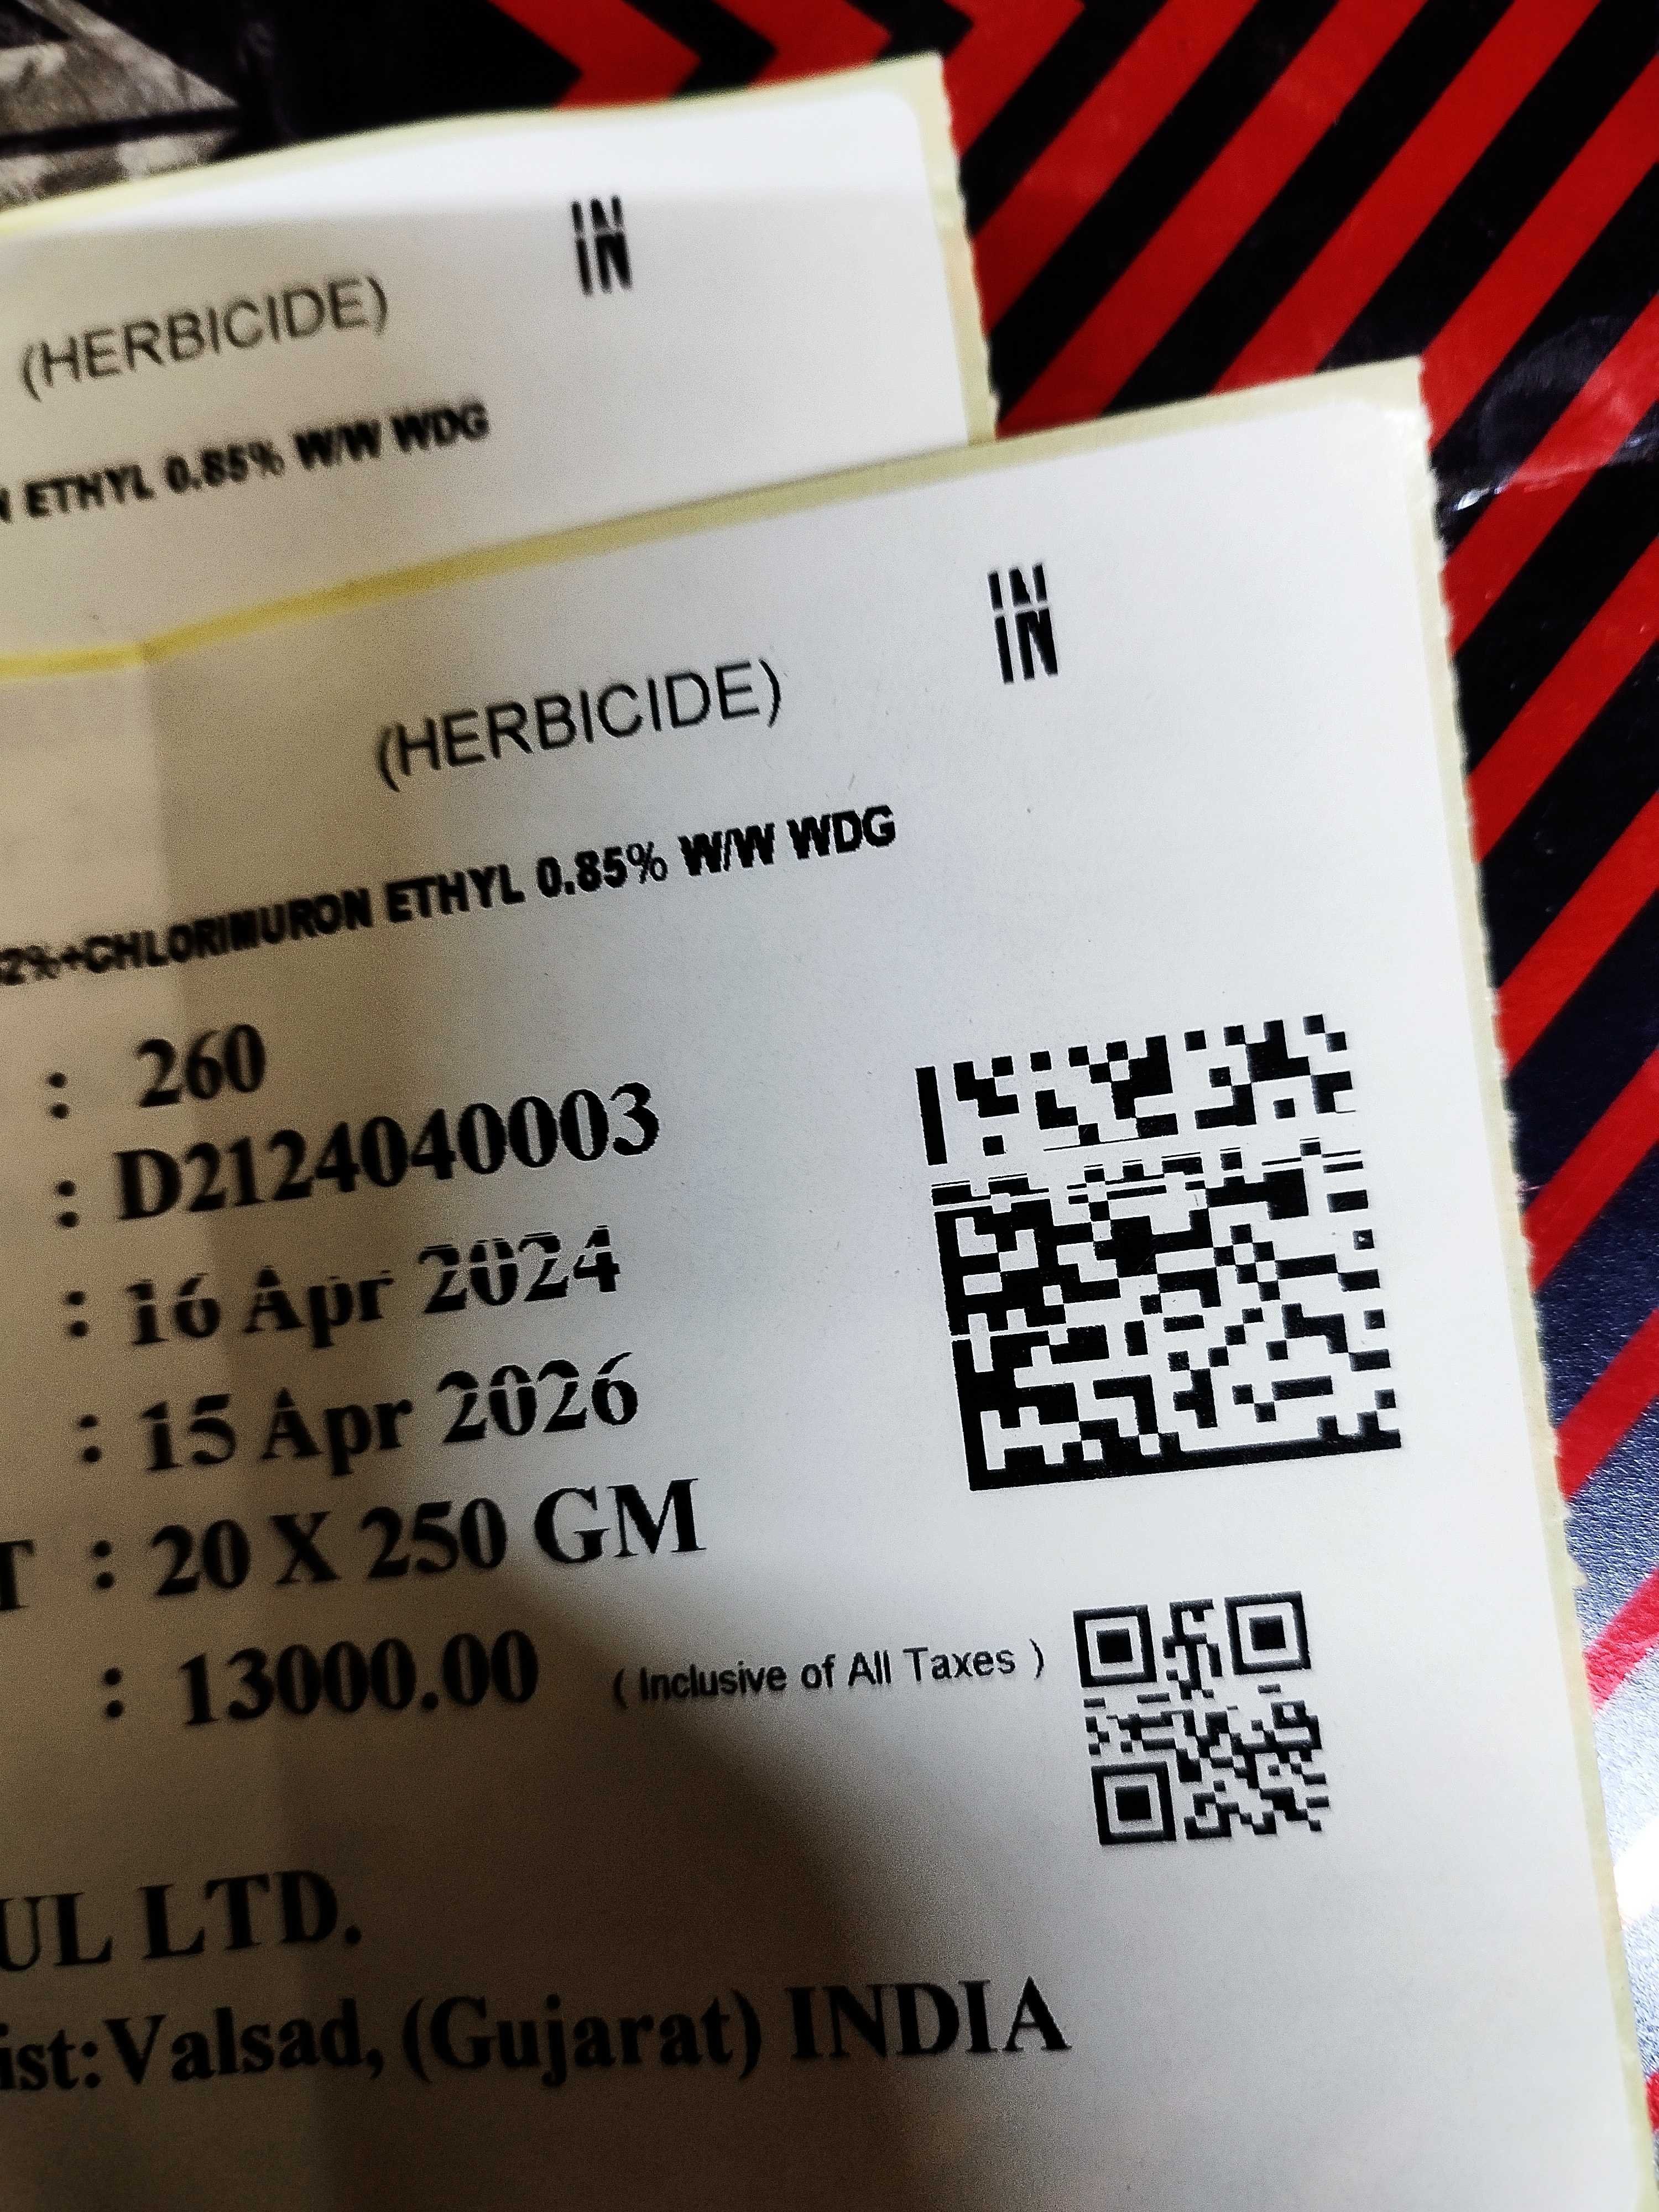 IN
(HERBICIDE)
ETHYL 0.85% W/W WDG
IN
(HERBICIDE)
2%+CHLORIMURON ETHYL 0.85% W/W WDG
: 260
: D2124040003
: 16 Apr 2024
: 15 Apr 2026
T : 20 X 250 GM
: 13000.00 ( Inclusive of All Taxes )
UL LTD.
ist:Valsad, (Gujarat) INDIA